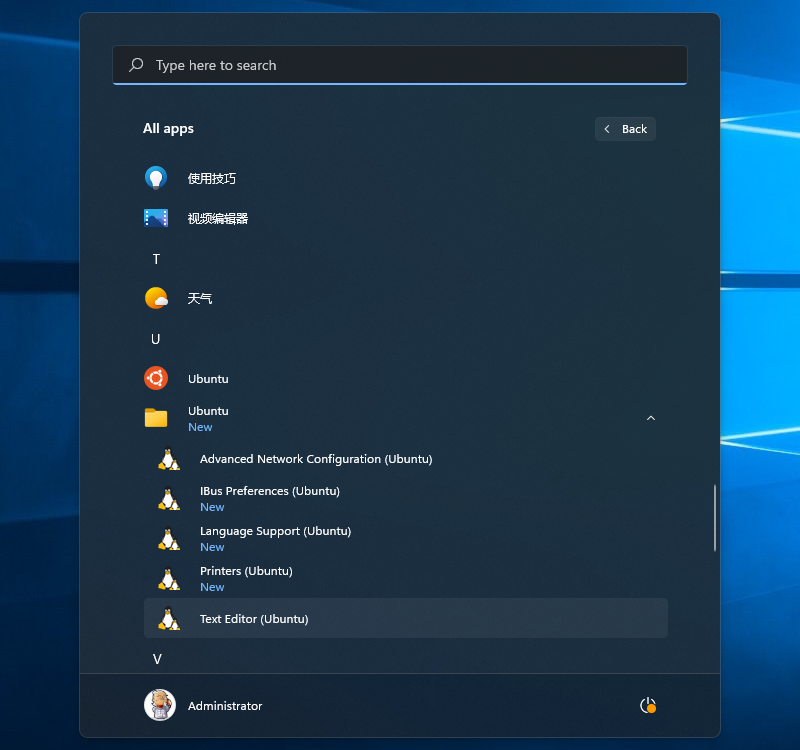 Type here to search
All apps
Back
使用技巧
视频编辑器
T
天气
U
Ubuntu
Ubuntu
New
Advanced Network Configuration (Ubuntu)
IBus Preferences (Ubuntu)
New
Language Support (Ubuntu)
New
Printers (Ubuntu)
New
Text Editor (Ubuntu)
V
Administrator